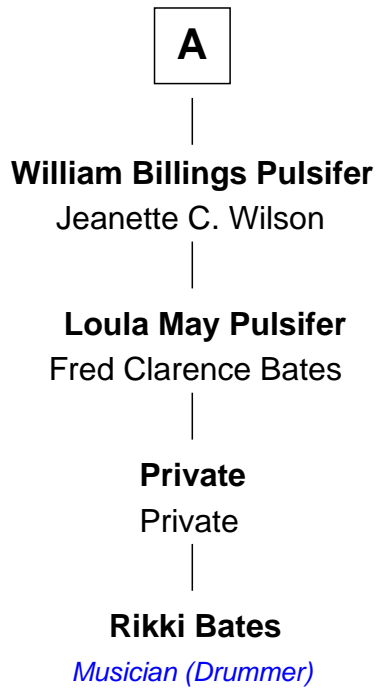 A
William Billings Pulsifer
Jeanette C. Wilson
Loula May Pulsifer
Fred Clarence Bates
Private
Private
Rikki Bates
Musician (Drummer)